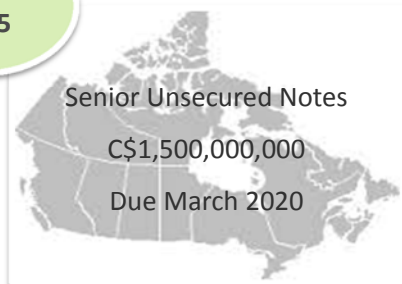 5
Senior Unsecured Notes
C$1,500,000,000
Due March 2020